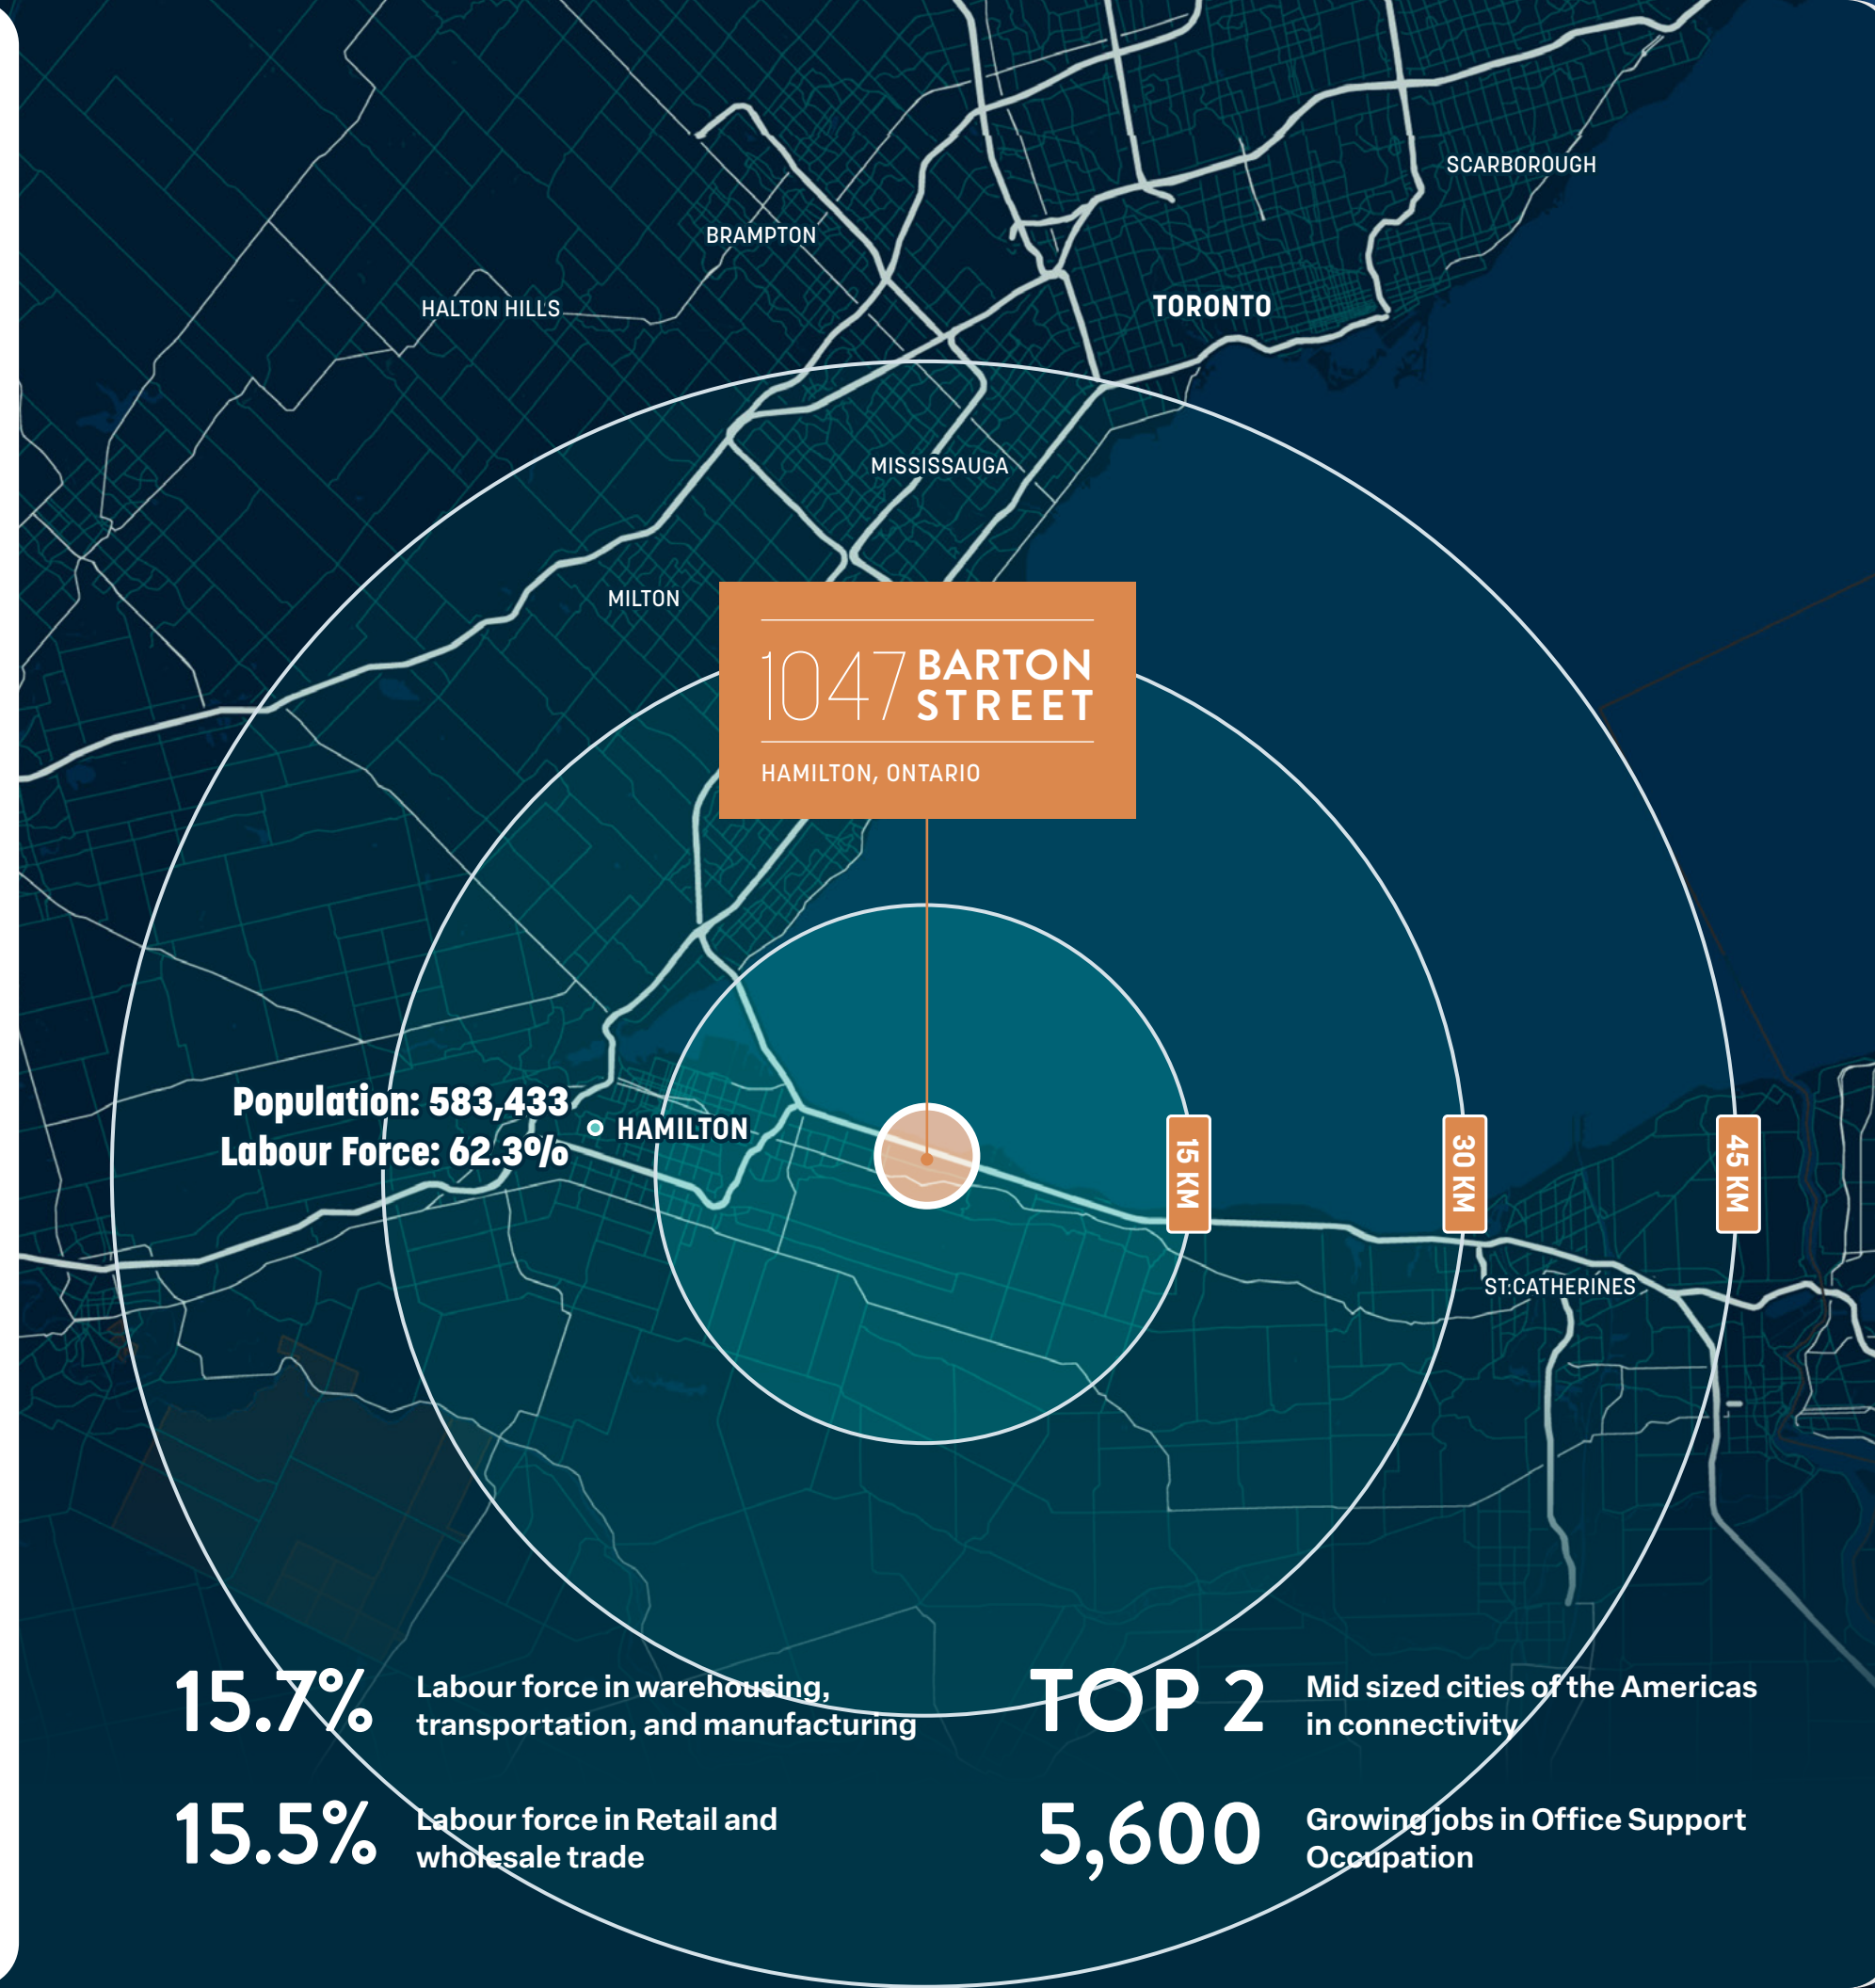 SCARBOROUGH
BRAMPTON
HALTON HILLS
TORONTO
MISSISSAUGA
MILTON
1047 BARTON
STREET
HAMILTON, ONTARIO
Population: 583,433
Labour Force: 62.3%
HAMILTON
15 KM
30 KM
45 KM
ST.CATHERINES
15.7%
Labour force in warehousing,
transportation, and manufacturing
TOP 2
Mid sized cities of the Americas
in connectivity
15.5%
Labour force in Retail and
wholesale trade
5,600
Growing jobs in Office Support
Occupation